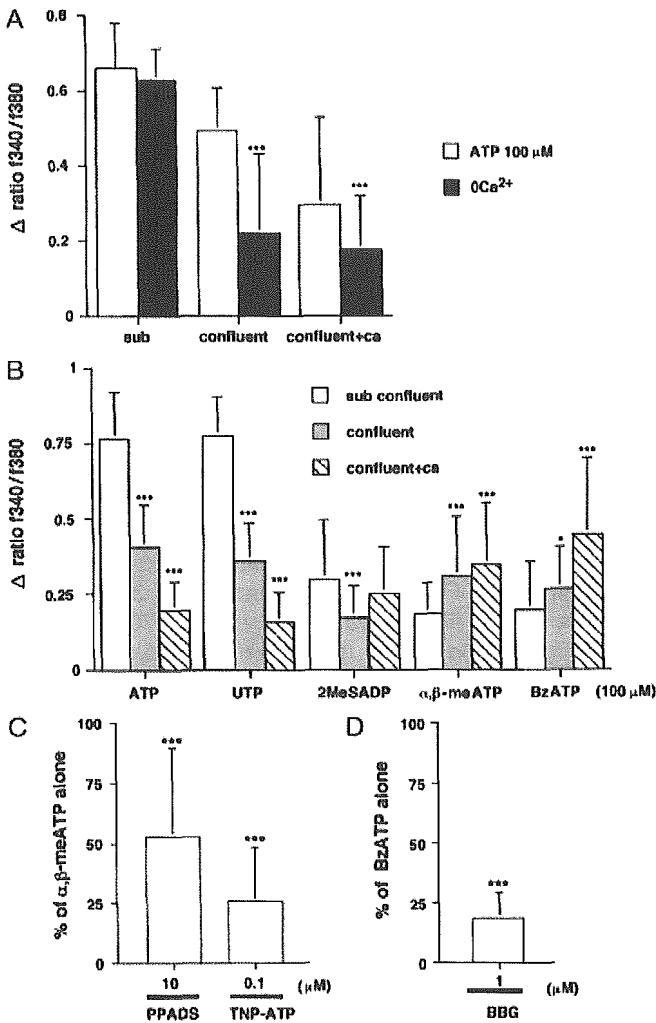 A
Δ ratio f340/f380
0.8
0.6
0.4
0.2
0
***
***
sub
confluent
confluent+ca
ATP 100 μM
0Ca2+
B
Δ ratio f340/f380
1
0.75
0.5
0.25
0
sub confluent
confluent
confluent+ca
***
***
***
***
***
***
***
*
***
ATP
UTP
2MeSADP
α,β-meATP
BzATP
(100 μM)
C
% of α,β-meATP alone
100
75
50
25
0
***
***
10
0.1
(μM)
PPADS
TNP-ATP
D
% of BzATP alone
100
75
50
25
0
***
1
(μM)
BBG